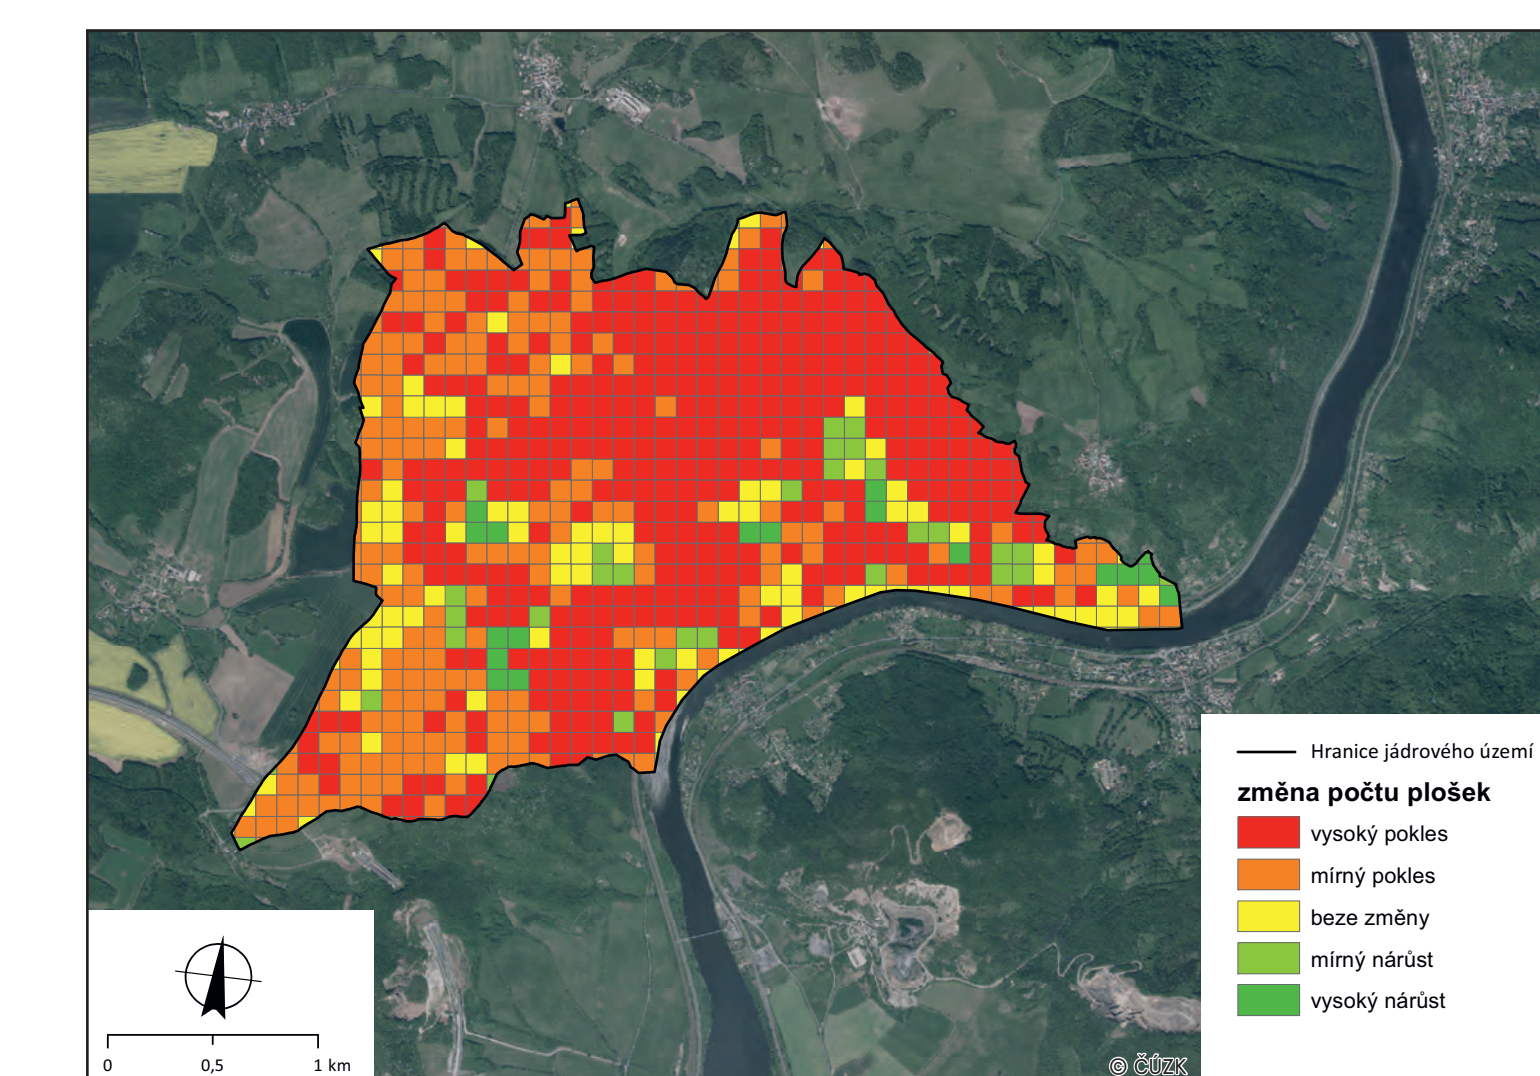 Hranice jádrového území
změna počtu plošek
vysoký pokles
mírný pokles
beze změny
mírný nárůst
vysoký nárůst
0 0,5 1 km
© ČÚZK